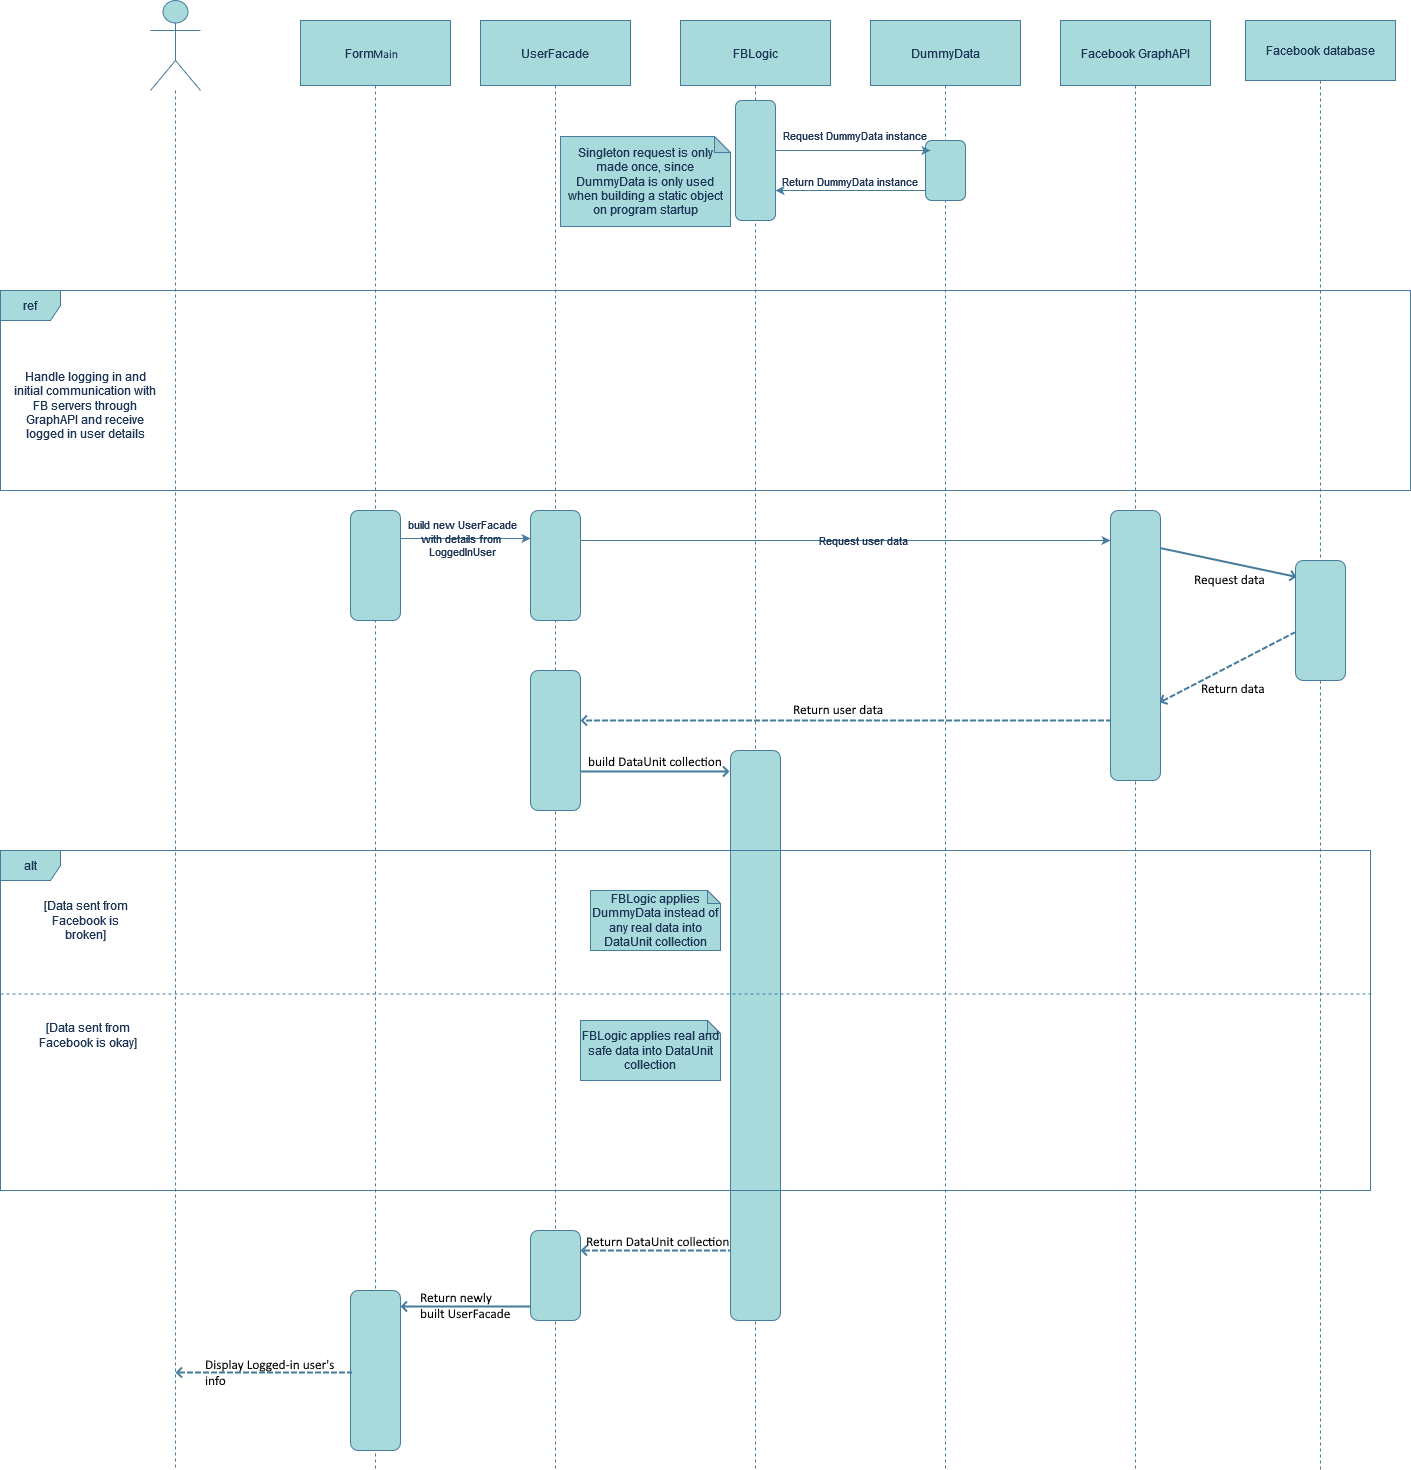 FormMain
UserFacade
FBLogic
DummyData
Facebook GraphAPI
Facebook database
Request DummyData instance
Singleton request is only
made once, since
DummyData is only used
when building a static object
on program startup
Return DummyData instance
ref
Handle logging in and
initial communication with
FB servers through
GraphAPI and receive
logged in user details
build new UserFacade
with details from
LoggedInUser
Request user data
Request data
Return data
Return user data
build DataUnit collection
alt
[Data sent from
Facebook is
broken]
FBLogic applies
DummyData instead of
any real data into
DataUnit collection
[Data sent from
Facebook is okay]
FBLogic applies real and
safe data into DataUnit
collection
Return DataUnit collection
Return newly
built UserFacade
Display Logged-in user's
info